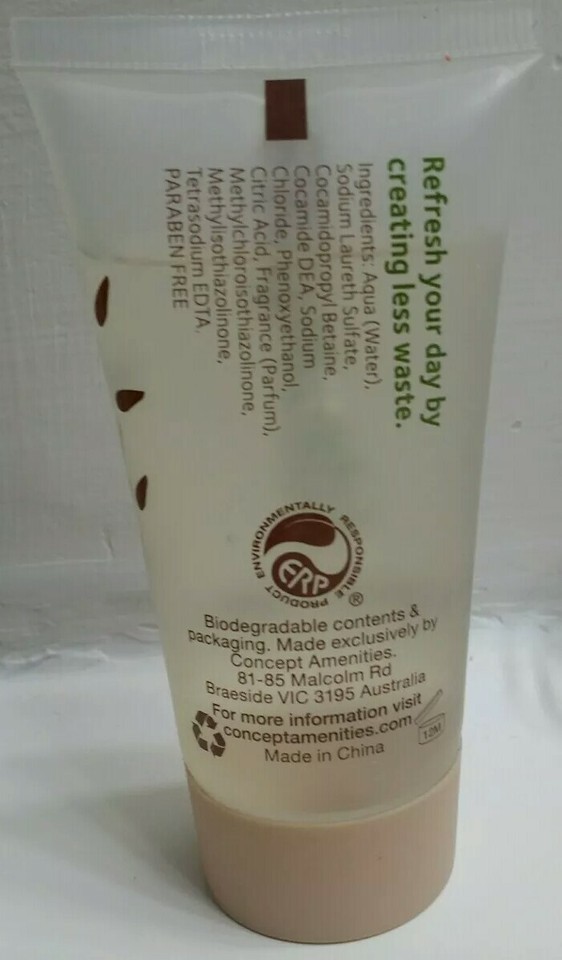 Refresh your day by
creating less waste.
Ingredients: Aqua (Water),
Sodium Laureth Sulfate,
Cocamidopropyl Betaine,
Cocamide DEA, Sodium
Chloride, Phenoxyethanol,
Citric Acid, Fragrance (Parfum),
Methylchloroisothiazolinone,
Methylisothiazolinone,
Tetrasodium EDTA.
PARABEN FREE
ENVIRONMENTALLY RESPONSIBLE PRODUCT
ERP
®
Biodegradable contents &
packaging. Made exclusively by
Concept Amenities.
81-85 Malcolm Rd
Braeside VIC 3195 Australia
For more information visit
conceptamenities.com
12M
Made in China